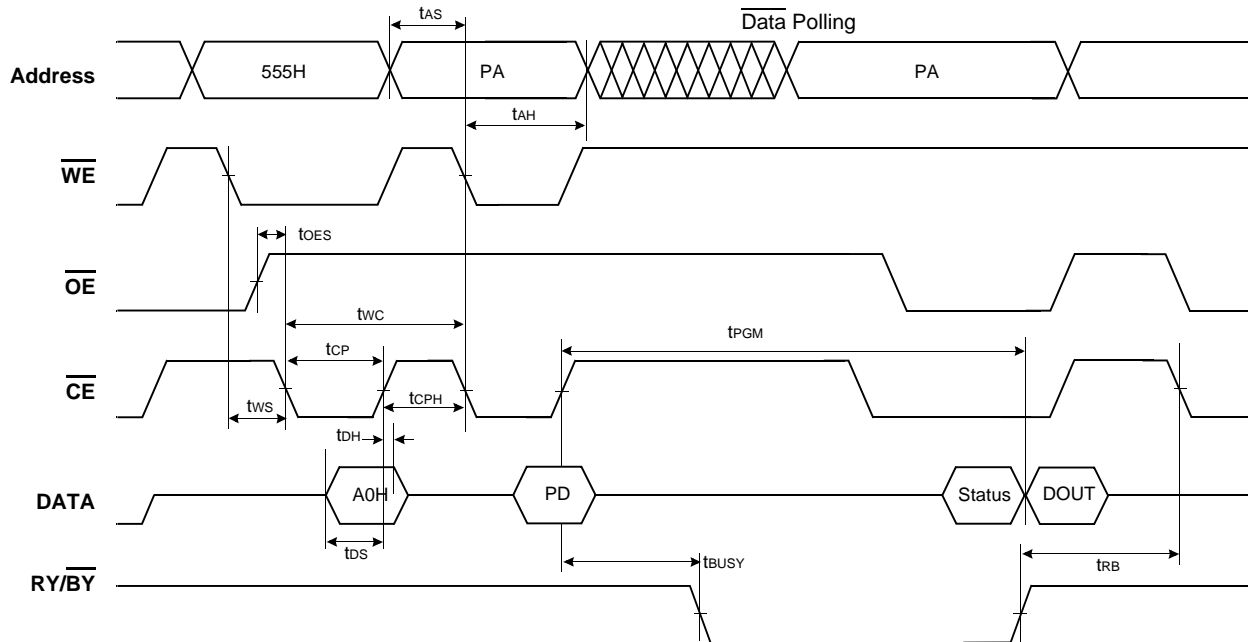 tAS
Data Polling
Address
555H
PA
PA
tAH
WE
tOES
OE
tWC
tPGM
tCP
CE
tCPH
tWS
tDH
DATA
A0H
PD
Status
DOUT
tDS
tBUSY
tRB
RY/BY